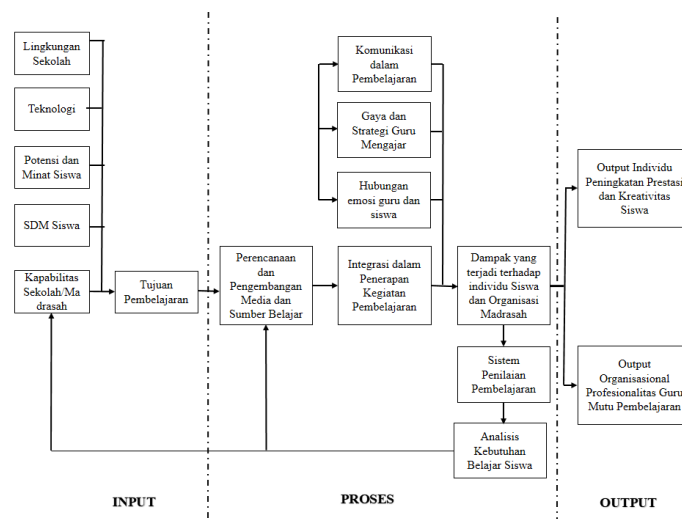 Lingkungan
Sekolah
Teknologi
Potensi dan
Minat Siswa
SDM Siswa
Kapabilitas
Sekolah/Ma
drasah
Tujuan
Pembelajaran
Komunikasi
dalam
Pembelajaran
Gaya dan
Strategi Guru
Mengajar
Hubungan
emosi guru dan
siswa
Perencanaan
dan
Pengembangan
Media dan
Sumber Belajar
Integrasi dalam
Penerapan
Kegiatan
Pembelajaran
Dampak yang
terjadi terhadap
individu Siswa
dan Organisasi
Madrasah
Sistem
Penilaian
Pembelajaran
Analisis
Kebutuhan
Belajar Siswa
Output Individu
Peningkatan Prestasi
dan Kreativitas
Siswa
Output
Organisasional
Profesionalitas Guru
Mutu Pembelajaran
INPUT
PROSES
OUTPUT